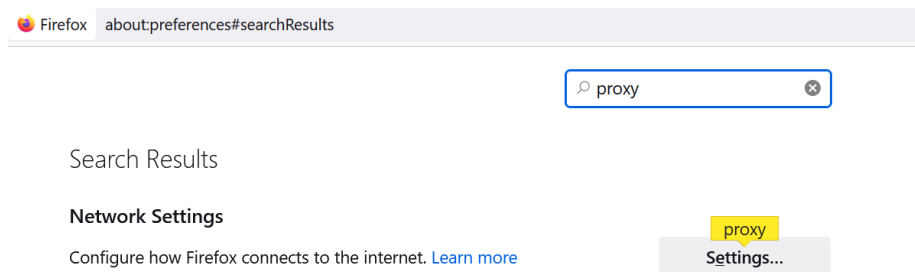 Firefox about:preferences#searchResults
proxy
Search Results
Network Settings
proxy
Configure how Firefox connects to the internet. Learn more
Settings...